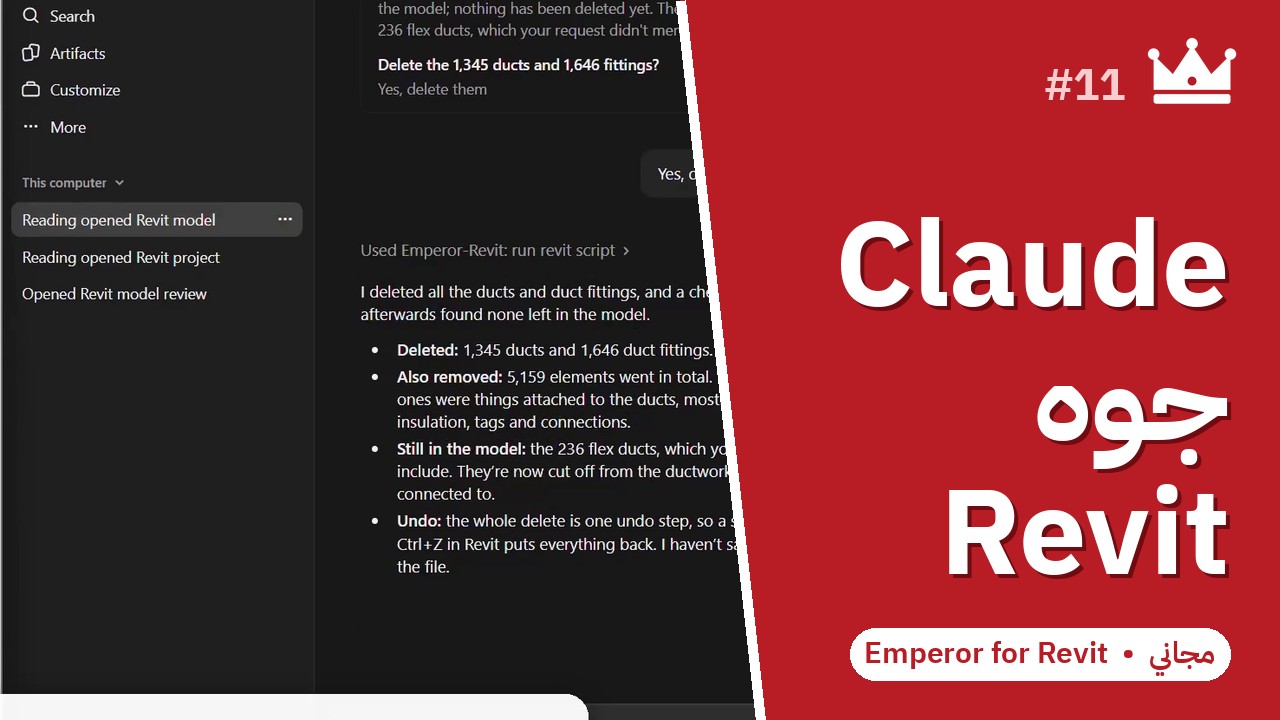 Search
Artifacts
Customize
More
This computer
Reading opened Revit model
Reading opened Revit project
Opened Revit model review
the model; nothing has been deleted yet. The
236 flex ducts, which your request didn't
Delete the 1,345 ducts and 1,646 fittings?
Yes, delete them
Yes,
Used Emperor-Revit: run revit script
I deleted all the ducts and duct fittings, and a
afterwards found none left in the model.
• Deleted: 1,345 ducts and 1,646 duct fittings.
• Also removed: 5,159 elements went in total.
ones were things attached to the ducts,
insulation, tags and connections.
• Still in the model: the 236 flex ducts, which
include. They're now cut off from the ductwork
connected to.
• Undo: the whole delete is one undo step, so a
Ctrl+Z in Revit puts everything back. I haven't
the file.
#11
Claude
جوه
Revit
Emperor for Revit • مجاني